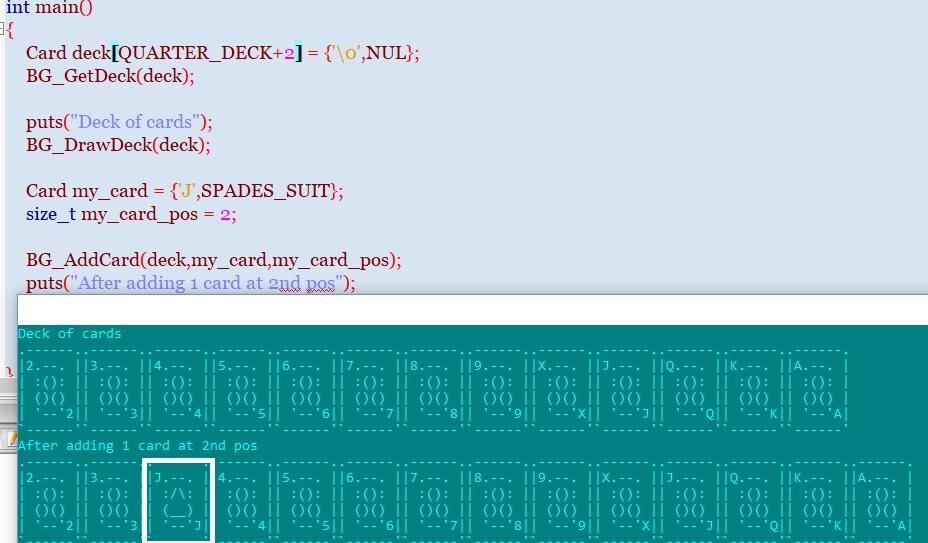 int main()
{
Card deck[QUARTER_DECK+2] = {'\0',NUL};
BG_GetDeck(deck);
puts("Deck of cards");
BG_DrawDeck(deck);
Card my_card = {'J',SPADES_SUIT};
size_t my_card_pos = 2;
BG_AddCard(deck,my_card,my_card_pos);
puts("After adding 1 card at 2nd pos");
}
Deck of cards
.------..------..------..------..------..------..------..------..------..------..------..------..------.
|2.--. ||3.--. ||4.--. ||5.--. ||6.--. ||7.--. ||8.--. ||9.--. ||X.--. ||J.--. ||Q.--. ||K.--. ||A.--. |
| :(): || :(): || :(): || :(): || :(): || :(): || :(): || :(): || :(): || :(): || :(): || :(): || :(): |
| ()() || ()() || ()() || ()() || ()() || ()() || ()() || ()() || ()() || ()() || ()() || ()() || ()() |
| '--'2|| '--'3|| '--'4|| '--'5|| '--'6|| '--'7|| '--'8|| '--'9|| '--'X|| '--'J|| '--'Q|| '--'K|| '--'A|
`------'`------'`------'`------'`------'`------'`------'`------'`------'`------'`------'`------'`------'
After adding 1 card at 2nd pos
.------..------..------..------..------..------..------..------..------..------..------..------..------..------.
|2.--. ||3.--. ||J.--. ||4.--. ||5.--. ||6.--. ||7.--. ||8.--. ||9.--. ||X.--. ||J.--. ||Q.--. ||K.--. ||A.--. |
| :(): || :(): || :/\: || :(): || :(): || :(): || :(): || :(): || :(): || :(): || :(): || :(): || :(): || :(): |
| ()() || ()() || (__) || ()() || ()() || ()() || ()() || ()() || ()() || ()() || ()() || ()() || ()() || ()() |
| '--'2|| '--'3|| '--'J|| '--'4|| '--'5|| '--'6|| '--'7|| '--'8|| '--'9|| '--'X|| '--'J|| '--'Q|| '--'K|| '--'A|